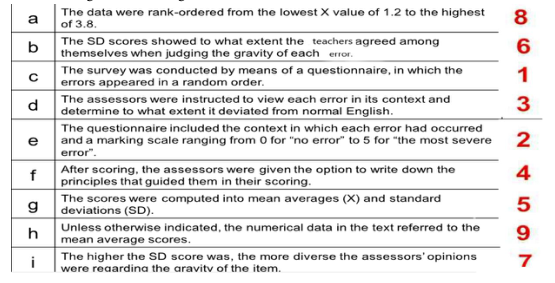 a The data were rank-ordered from the lowest X value of 1.2 to the highest 8
of 3.8.
b The SD scores showed to what extent the teachers agreed among 6
themselves when judging the gravity of each error.
c The survey was conducted by means of a questionnaire, in which the 1
errors appeared in a random order.
d The assessors were instructed to view each error in its context and 3
determine to what extent it deviated from normal English.
e The questionnaire included the context in which each error had occurred 2
and a marking scale ranging from 0 for “no error” to 5 for “the most severe
error”.
f After scoring, the assessors were given the option to write down the 4
principles that guided them in their scoring.
g The scores were computed into mean averages (X) and standard 5
deviations (SD).
h Unless otherwise indicated, the numerical data in the text referred to the 9
mean average scores.
i The higher the SD score was, the more diverse the assessors’ opinions 7
were regarding the gravity of the item.